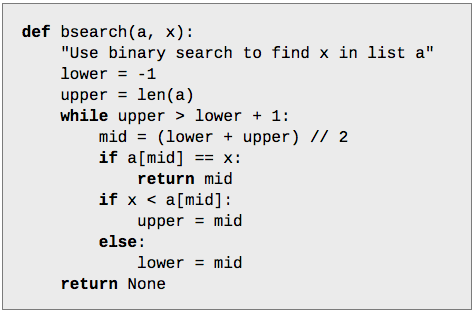 def bsearch(a, x):
    "Use binary search to find x in list a"
    lower = -1
    upper = len(a)
    while upper > lower + 1:
        mid = (lower + upper) // 2
        if a[mid] == x:
            return mid
        if x < a[mid]:
            upper = mid
        else:
            lower = mid
    return None